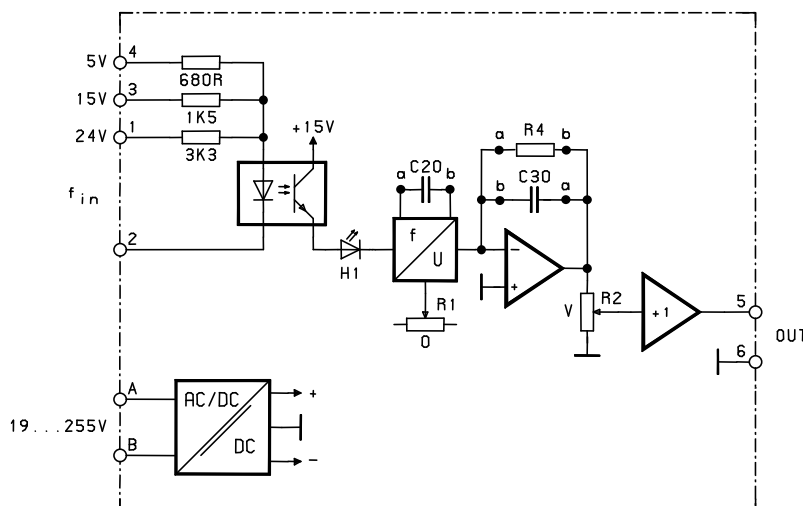 5V 4
680R
15V 3
1K5
24V 1
3K3
+15V
f in
2
H1
a C20 b
f
U
R1
0
a R4 b
b C30 a
-
+
V R2
+1
5
6
OUT
A
19...255V
B
AC/DC
DC
+
-